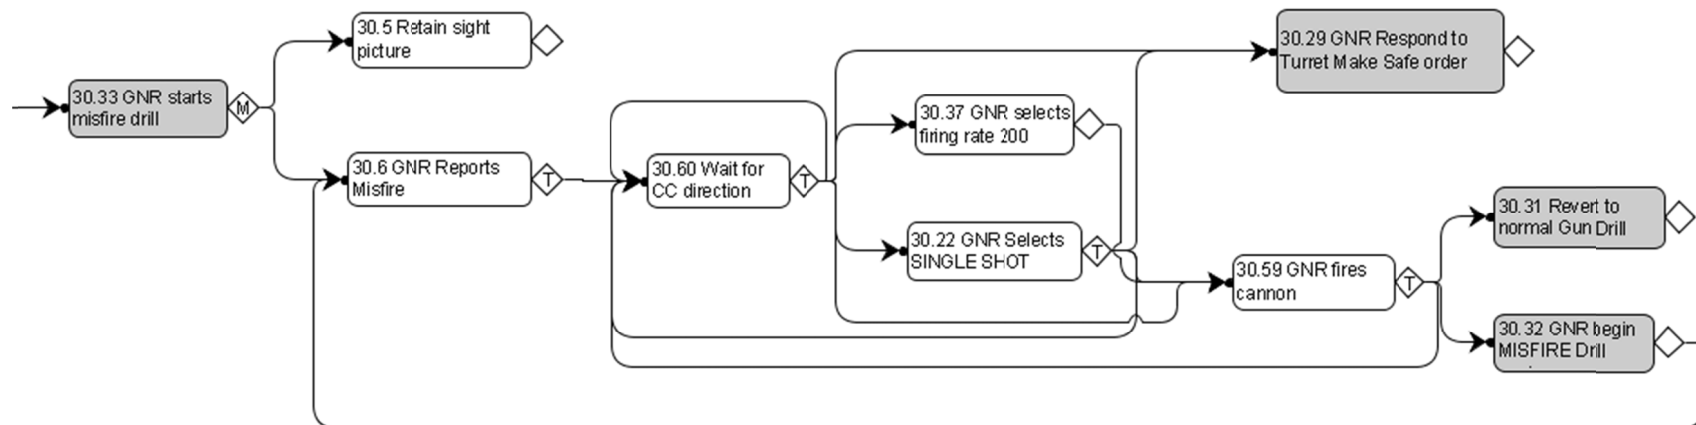 30.5 Retain sight
picture
30.33 GNR starts
misfire drill
M
30.6 GNR Reports
Misfire
T
30.60 Wait for
CC direction
T
30.37 GNR selects
firing rate 200
30.22 GNR Selects
SINGLE SHOT
T
30.29 GNR Respond to
Turret Make Safe order
30.59 GNR fires
cannon
T
30.31 Revert to
normal Gun Drill
30.32 GNR begin
MISFIRE Drill